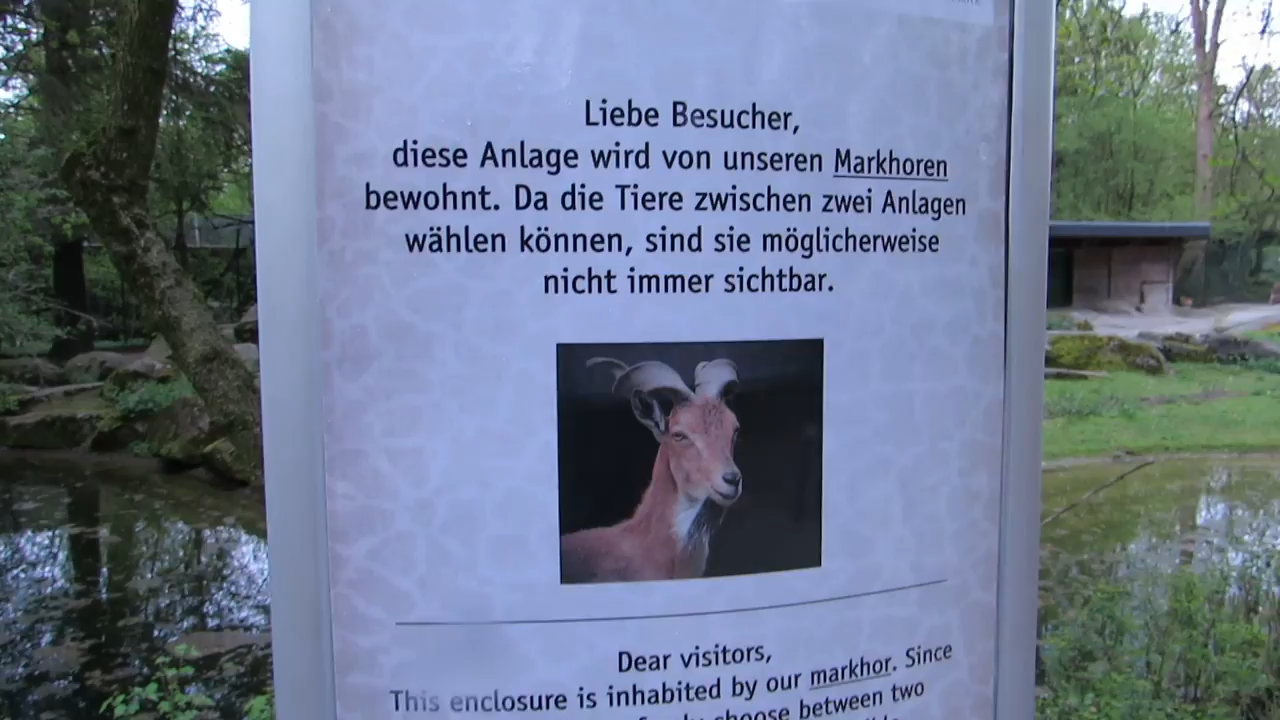 Liebe Besucher,
diese Anlage wird von unseren Markhoren
bewohnt. Da die Tiere zwischen zwei Anlagen
wählen können, sind sie möglicherweise
nicht immer sichtbar.
Dear visitors,
This enclosure is inhabited by our markhor. Since
choose between two